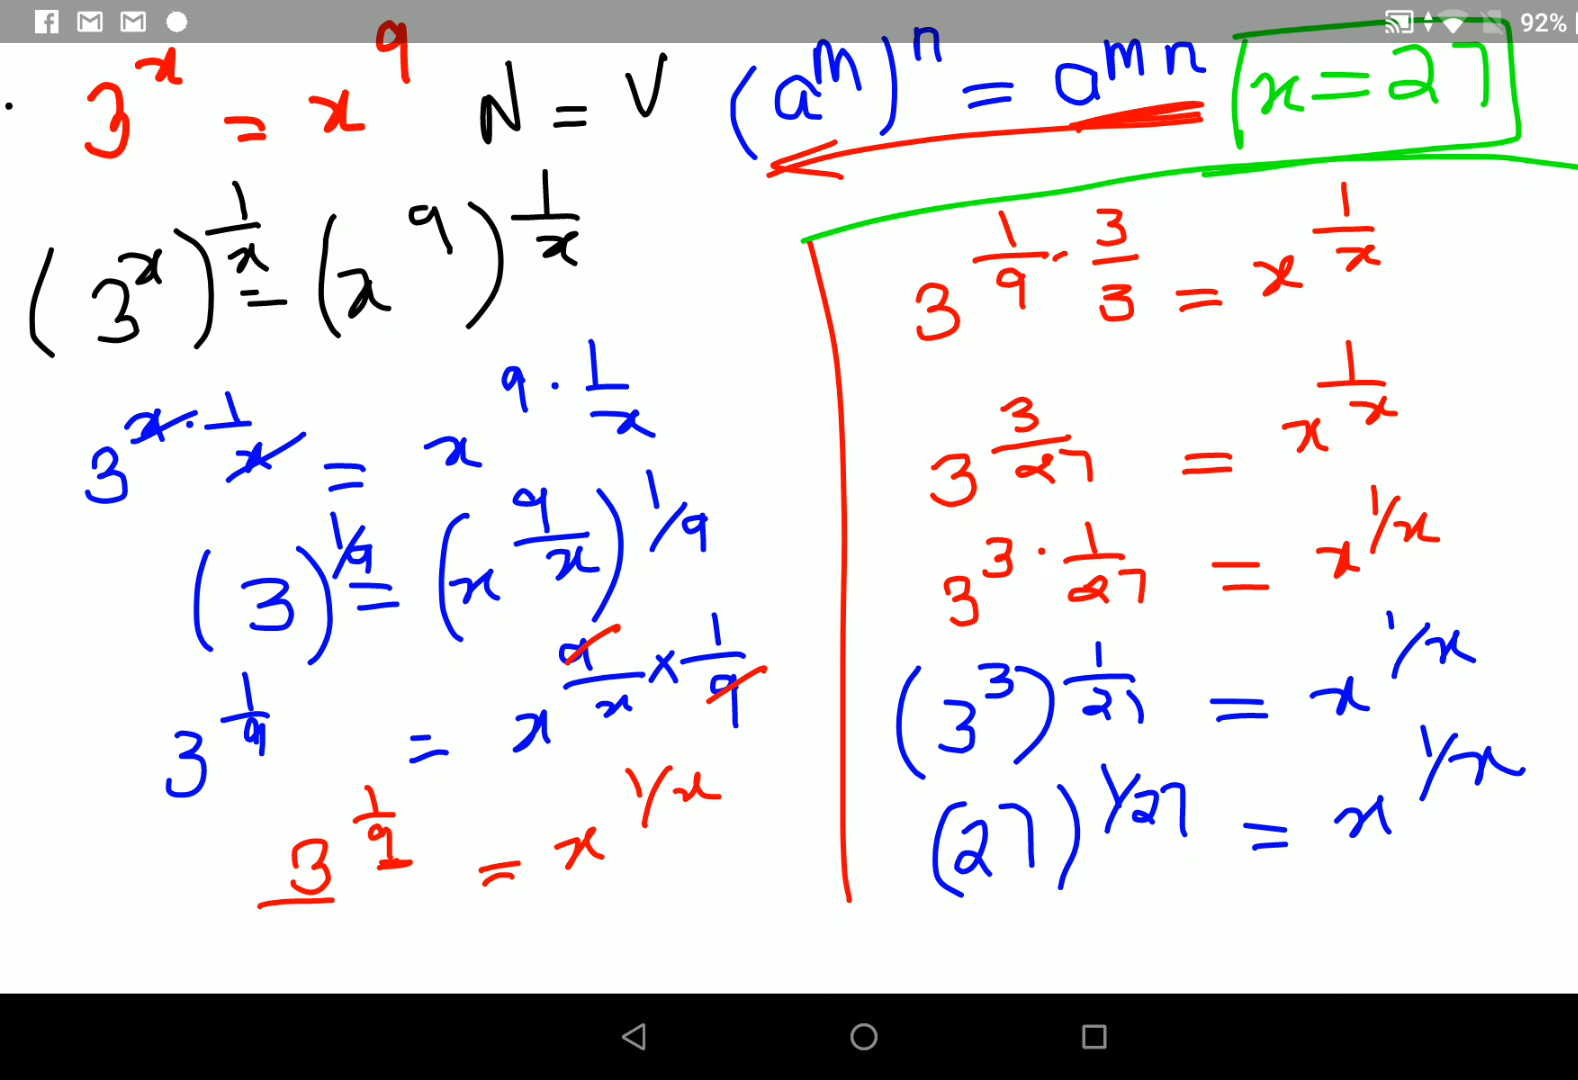 92%
3^x = x^9 N = V (a^m)^n = a^mn x = 27
(3^x)^1/x = (x^9)^1/x
3^x·1/x = x^9·1/x
(3)^1/9 = (x^9/x)^1/9
3^1/9 = x^9/x × 1/9
3^1/9 = x^1/x
3^1/9·3/3 = x^1/x
3^3/27 = x^1/x
3^3·1/27 = x^1/x
(3^3)^1/27 = x^1/x
(27)^1/27 = x^1/x